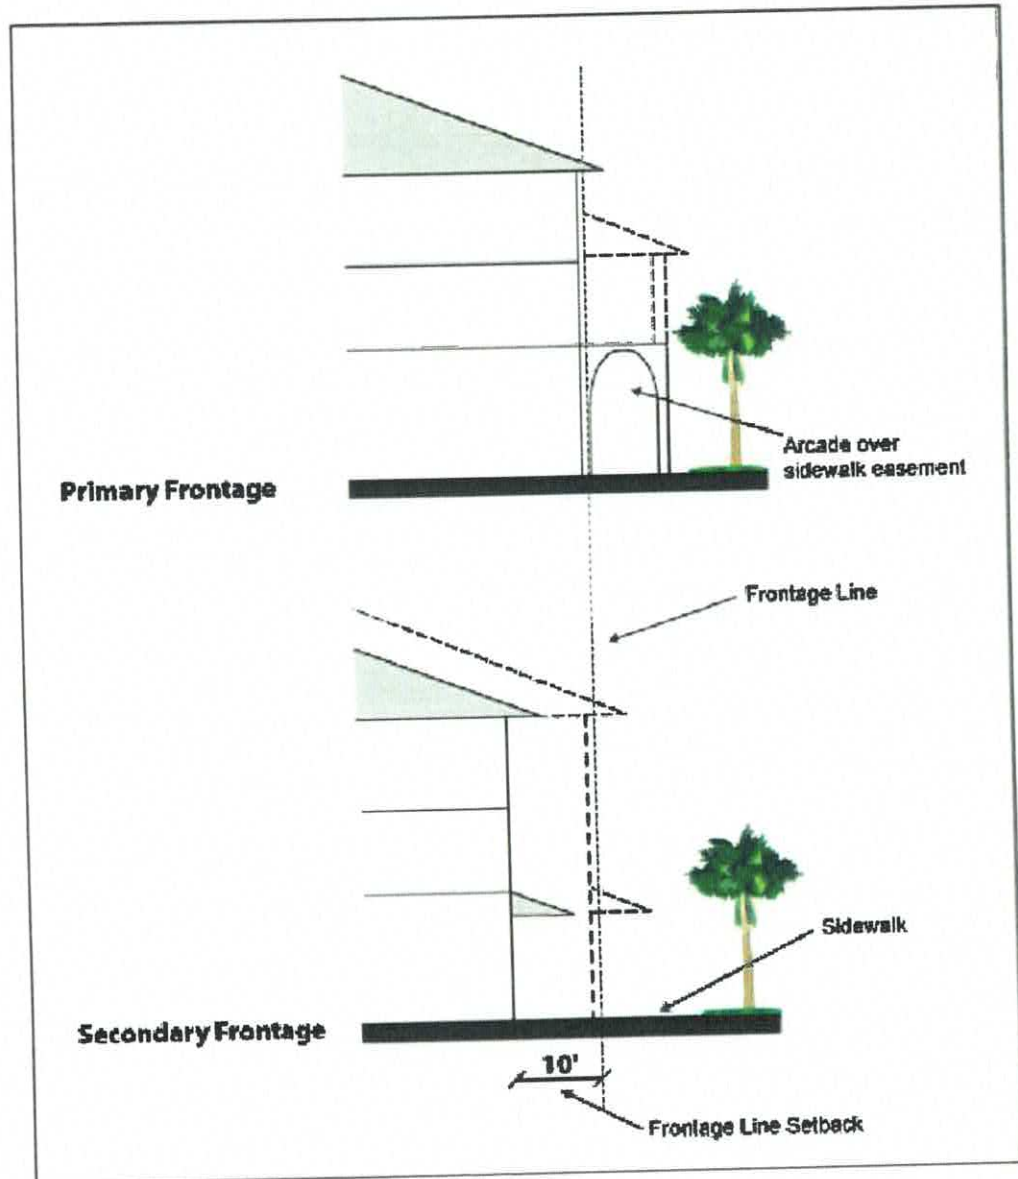 Arcade over
sidewalk easement
Primary Frontage
Frontage Line
Sidewalk
Secondary Frontage
10'
Frontage Line Setback